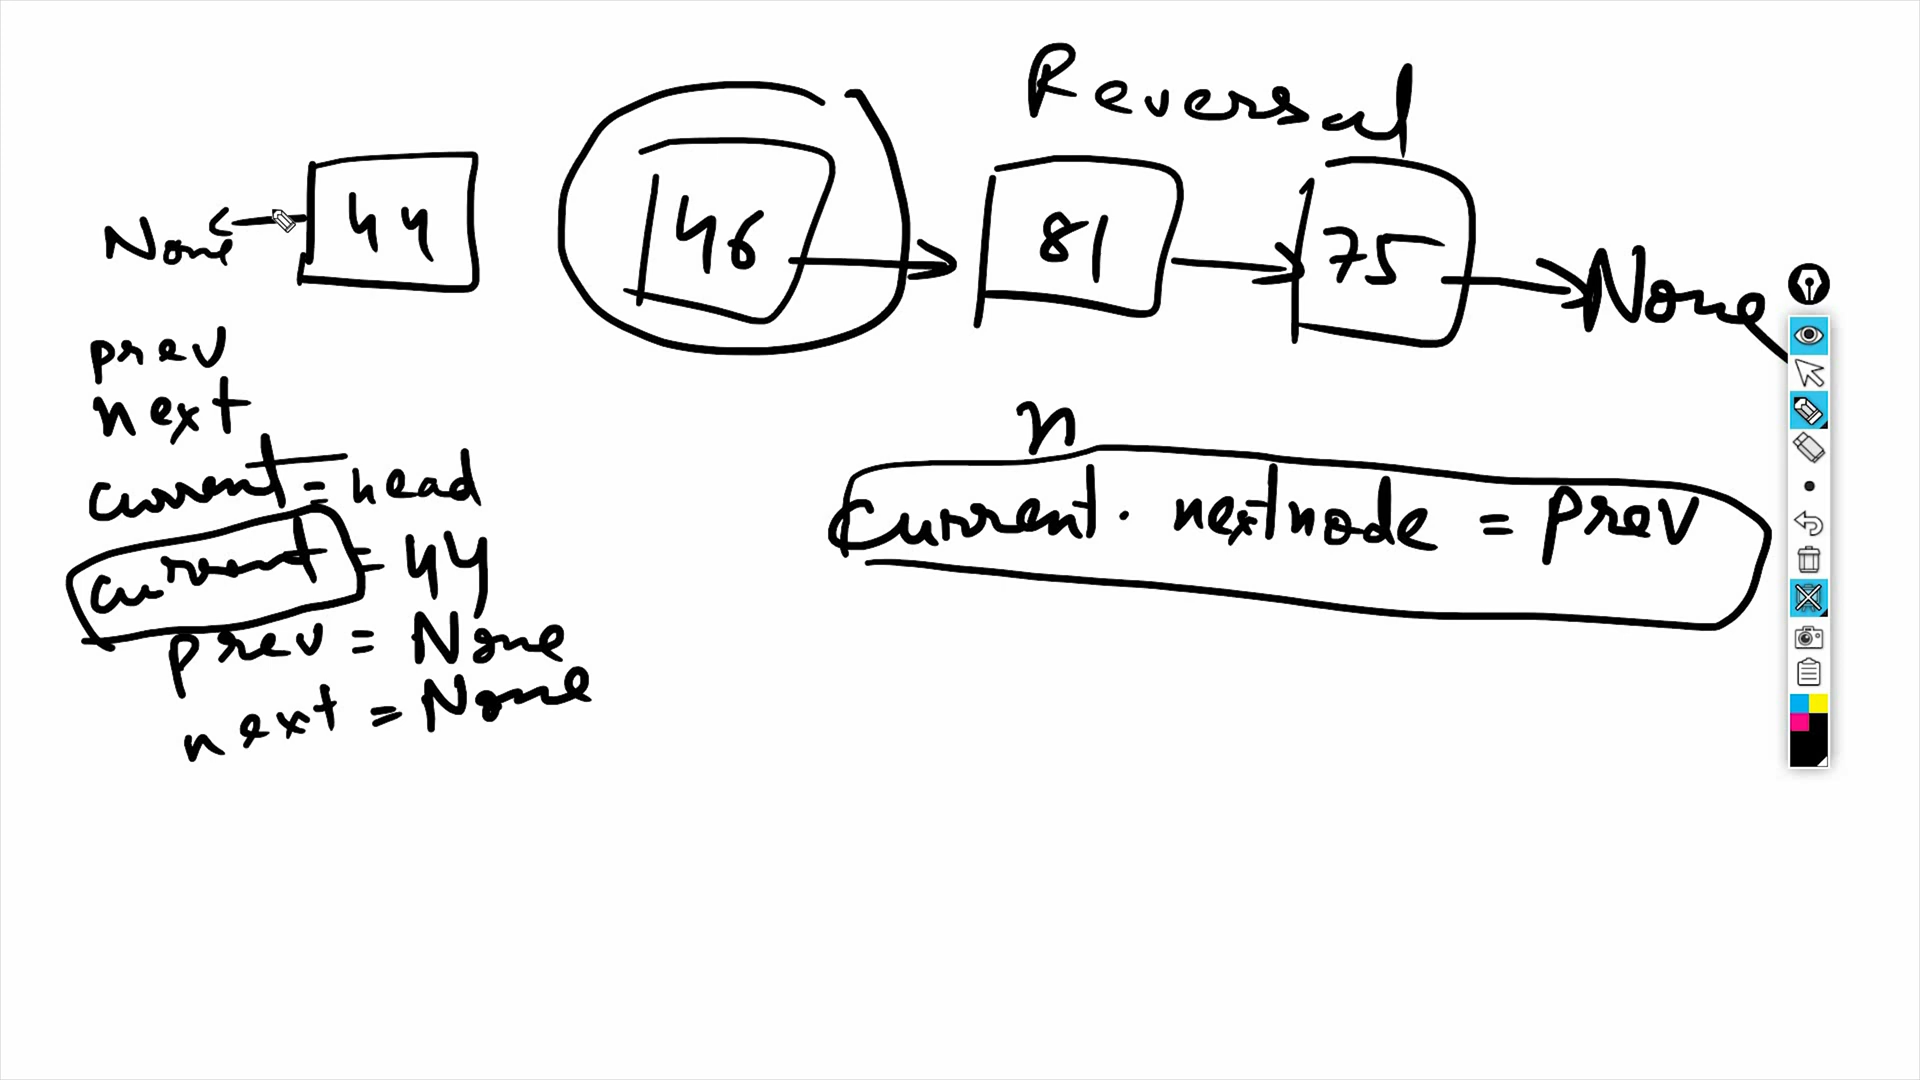 Reversal
None 44 46 81 75 None
prev
next
current = head
current = 44
prev = None
next = None
n
current. nextnode = prev